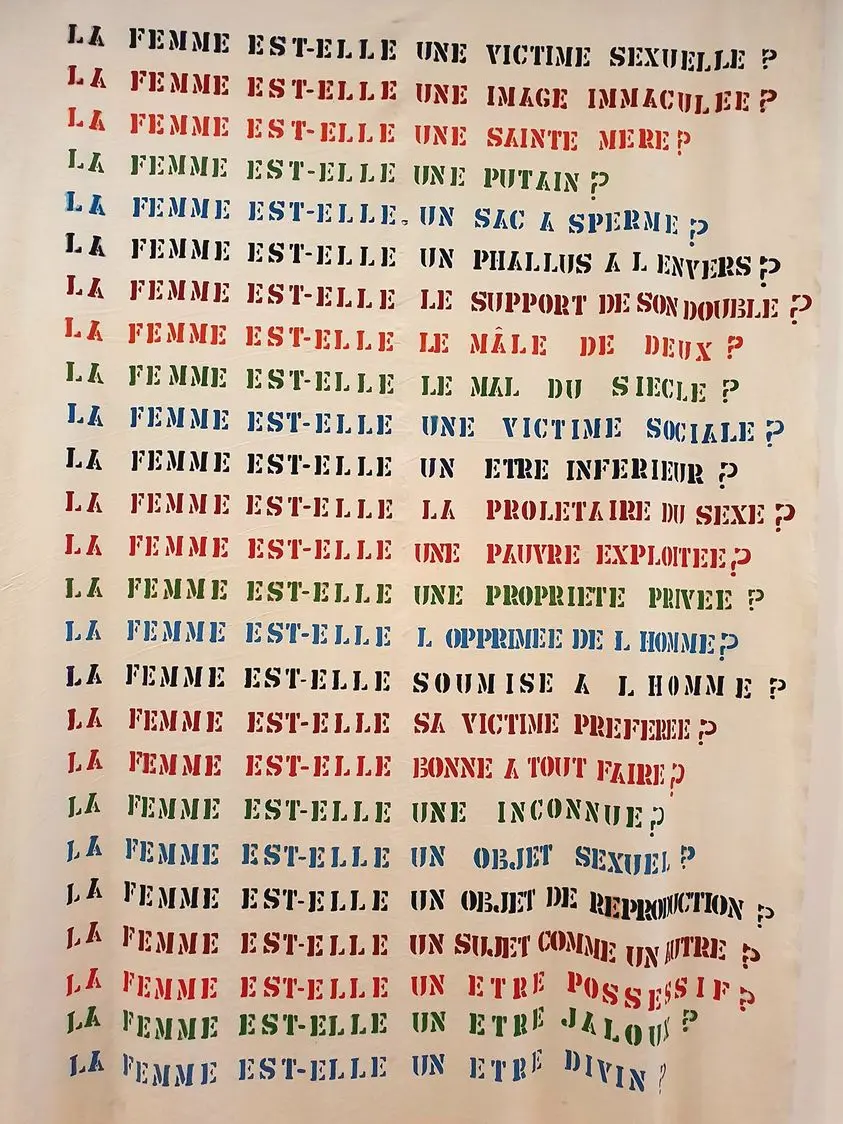 LA FEMME EST-ELLE UNE VICTIME SEXUELLE ?
LA FEMME EST-ELLE UNE IMAGE IMMACULEE ?
LA FEMME EST-ELLE UNE SAINTE MERE ?
LA FEMME EST-ELLE UNE PUTAIN ?
LA FEMME EST-ELLE UN SAC A SPERME ?
LA FEMME EST-ELLE UN PHALLUS A L ENVERS ?
LA FEMME EST-ELLE LE SUPPORT DE SON DOUBLE ?
LA FEMME EST-ELLE LE MÂLE DE DEUX ?
LA FEMME EST-ELLE LE MAL DU SIECLE ?
LA FEMME EST-ELLE UNE VICTIME SOCIALE ?
LA FEMME EST-ELLE UN ETRE INFERIEUR ?
LA FEMME EST-ELLE LA PROLETAIRE DU SEXE ?
LA FEMME EST-ELLE UNE PAUVRE EXPLOITEE ?
LA FEMME EST-ELLE UNE PROPRIETE PRIVEE ?
LA FEMME EST-ELLE L OPPRIMEE DE L HOMME ?
LA FEMME EST-ELLE SOUMISE A L HOMME ?
LA FEMME EST-ELLE SA VICTIME PREFEREE ?
LA FEMME EST-ELLE BONNE A TOUT FAIRE ?
LA FEMME EST-ELLE UNE INCONNUE ?
LA FEMME EST-ELLE UN OBJET SEXUEL ?
LA FEMME EST-ELLE UN OBJET DE REPRODUCTION ?
LA FEMME EST-ELLE UN SUJET COMME UN AUTRE ?
LA FEMME EST-ELLE UN ETRE POSSESSIF ?
LA FEMME EST-ELLE UN ETRE JALOUX ?
LA FEMME EST-ELLE UN ETRE DIVIN ?